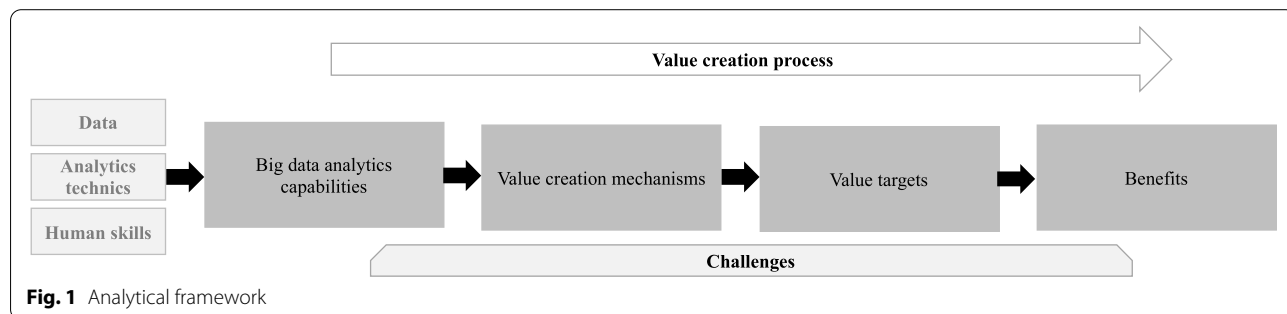 Value creation process
Data
Analytics
technics
Human skills
Big data analytics
capabilities
Value creation mechanisms
Value targets
Benefits
Challenges
Fig. 1 Analytical framework